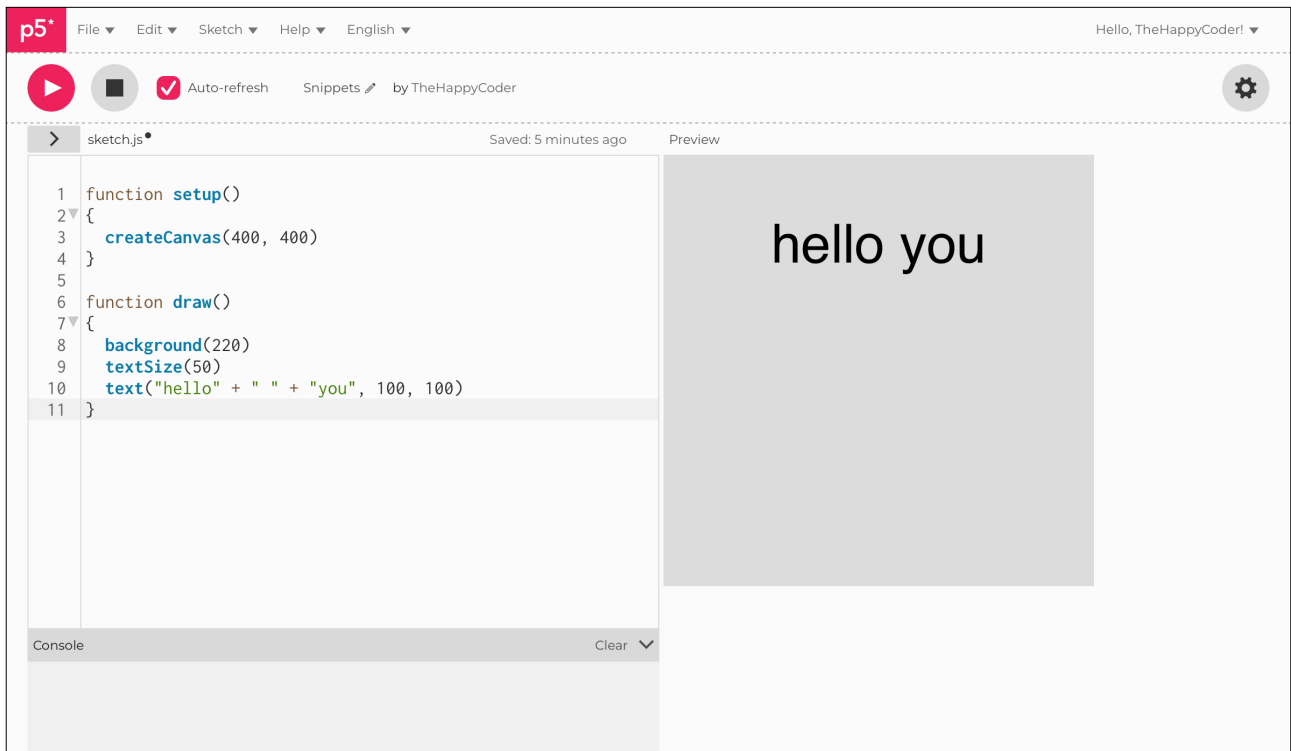 p5* File ▼ Edit ▼ Sketch ▼ Help ▼ English ▼ Hello, TheHappyCoder! ▼
Auto-refresh Snippets by TheHappyCoder
> sketch.js● Saved: 5 minutes ago Preview
1 function setup()
2 {
3   createCanvas(400, 400)
4 }
5
6 function draw()
7 {
8   background(220)
9   textSize(50)
10   text("hello" + " " + "you", 100, 100)
11 }
hello you
Console Clear